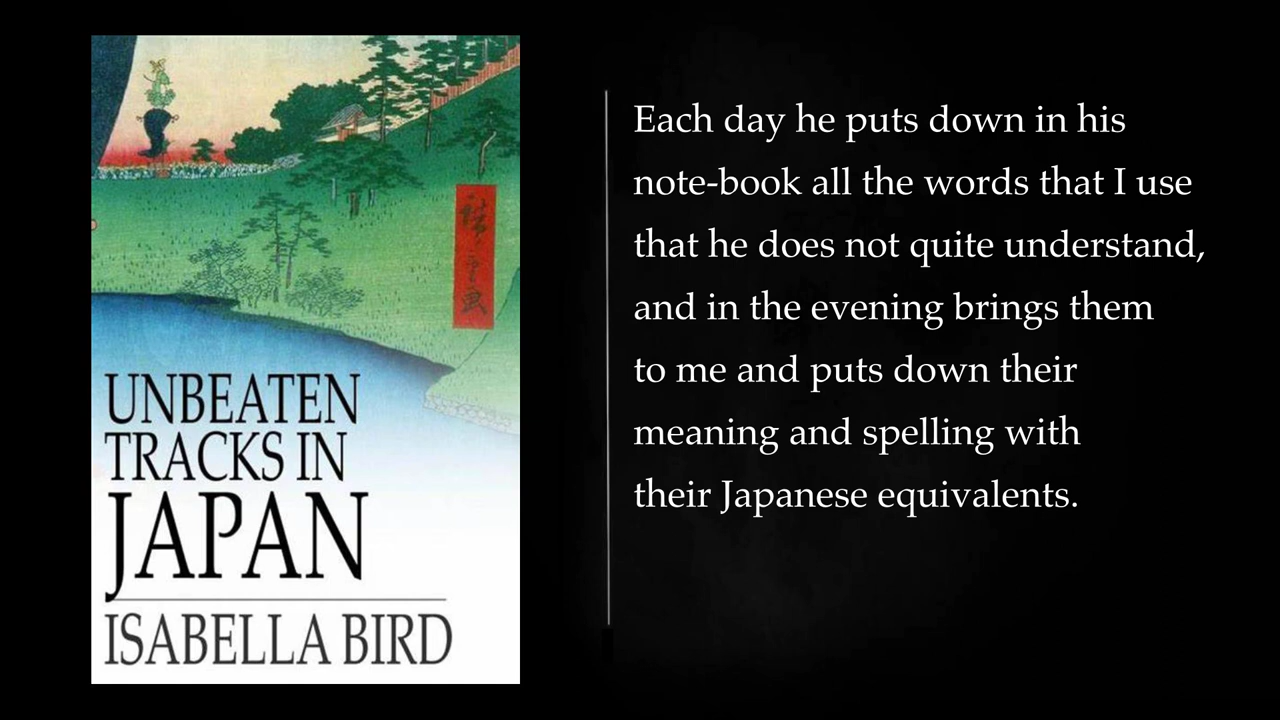 UNBEATEN
TRACKS IN
JAPAN
ISABELLA BIRD
Each day he puts down in his
note-book all the words that I use
that he does not quite understand,
and in the evening brings them
to me and puts down their
meaning and spelling with
their Japanese equivalents.